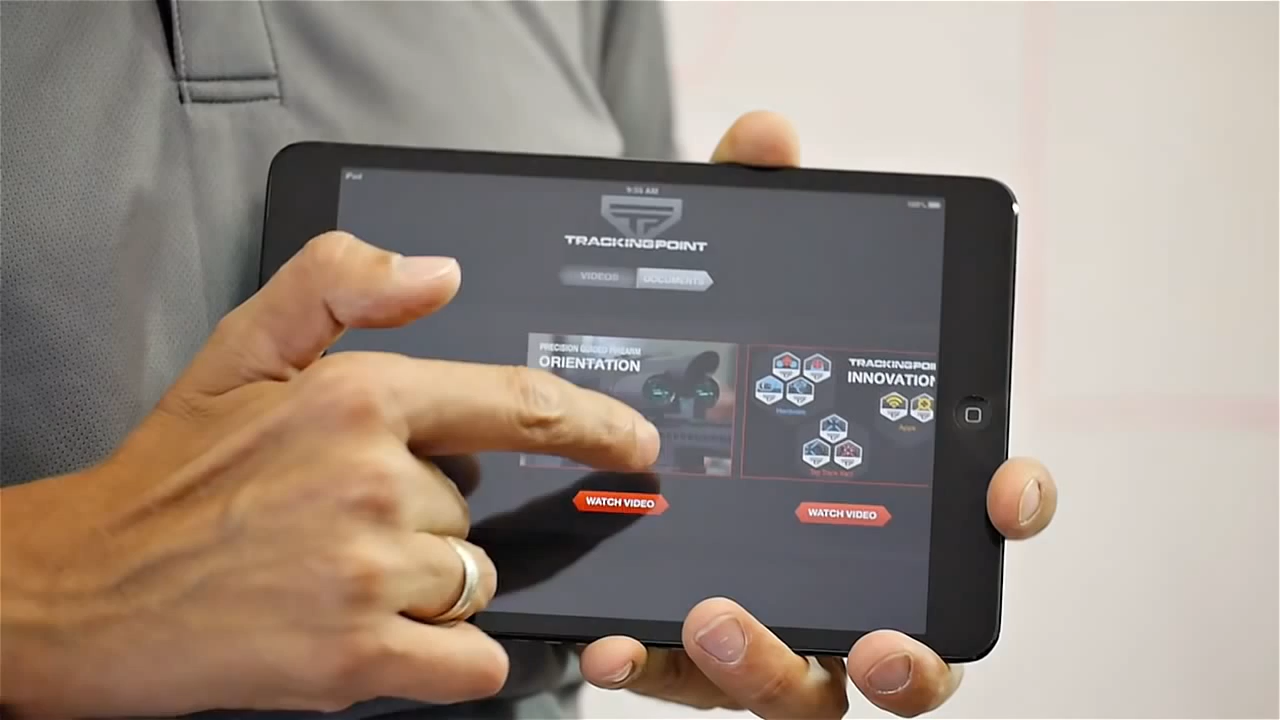 iPad
9:55 AM
100%
TRACKINGPOINT
VIDEOS
DOCUMENTS
PRECISION GUIDED FIREARM
ORIENTATION
TRACKINGPOI
INNOVATION
Hardware
Apps
WATCH VIDEO
WATCH VIDEO